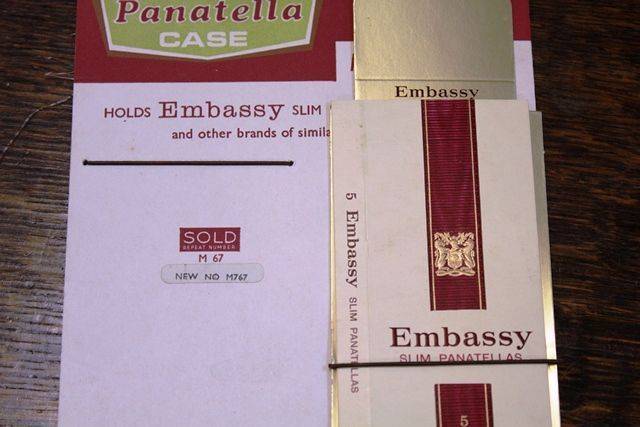 Panatella
CASE
HOLDS Embassy SLIM
and other brands of simila
SOLD
REPEAT NUMBER
M 67
NEW NO M767
Embassy
5 Embassy SLIM PANATELLAS
Embassy
SLIM PANATELLAS
5